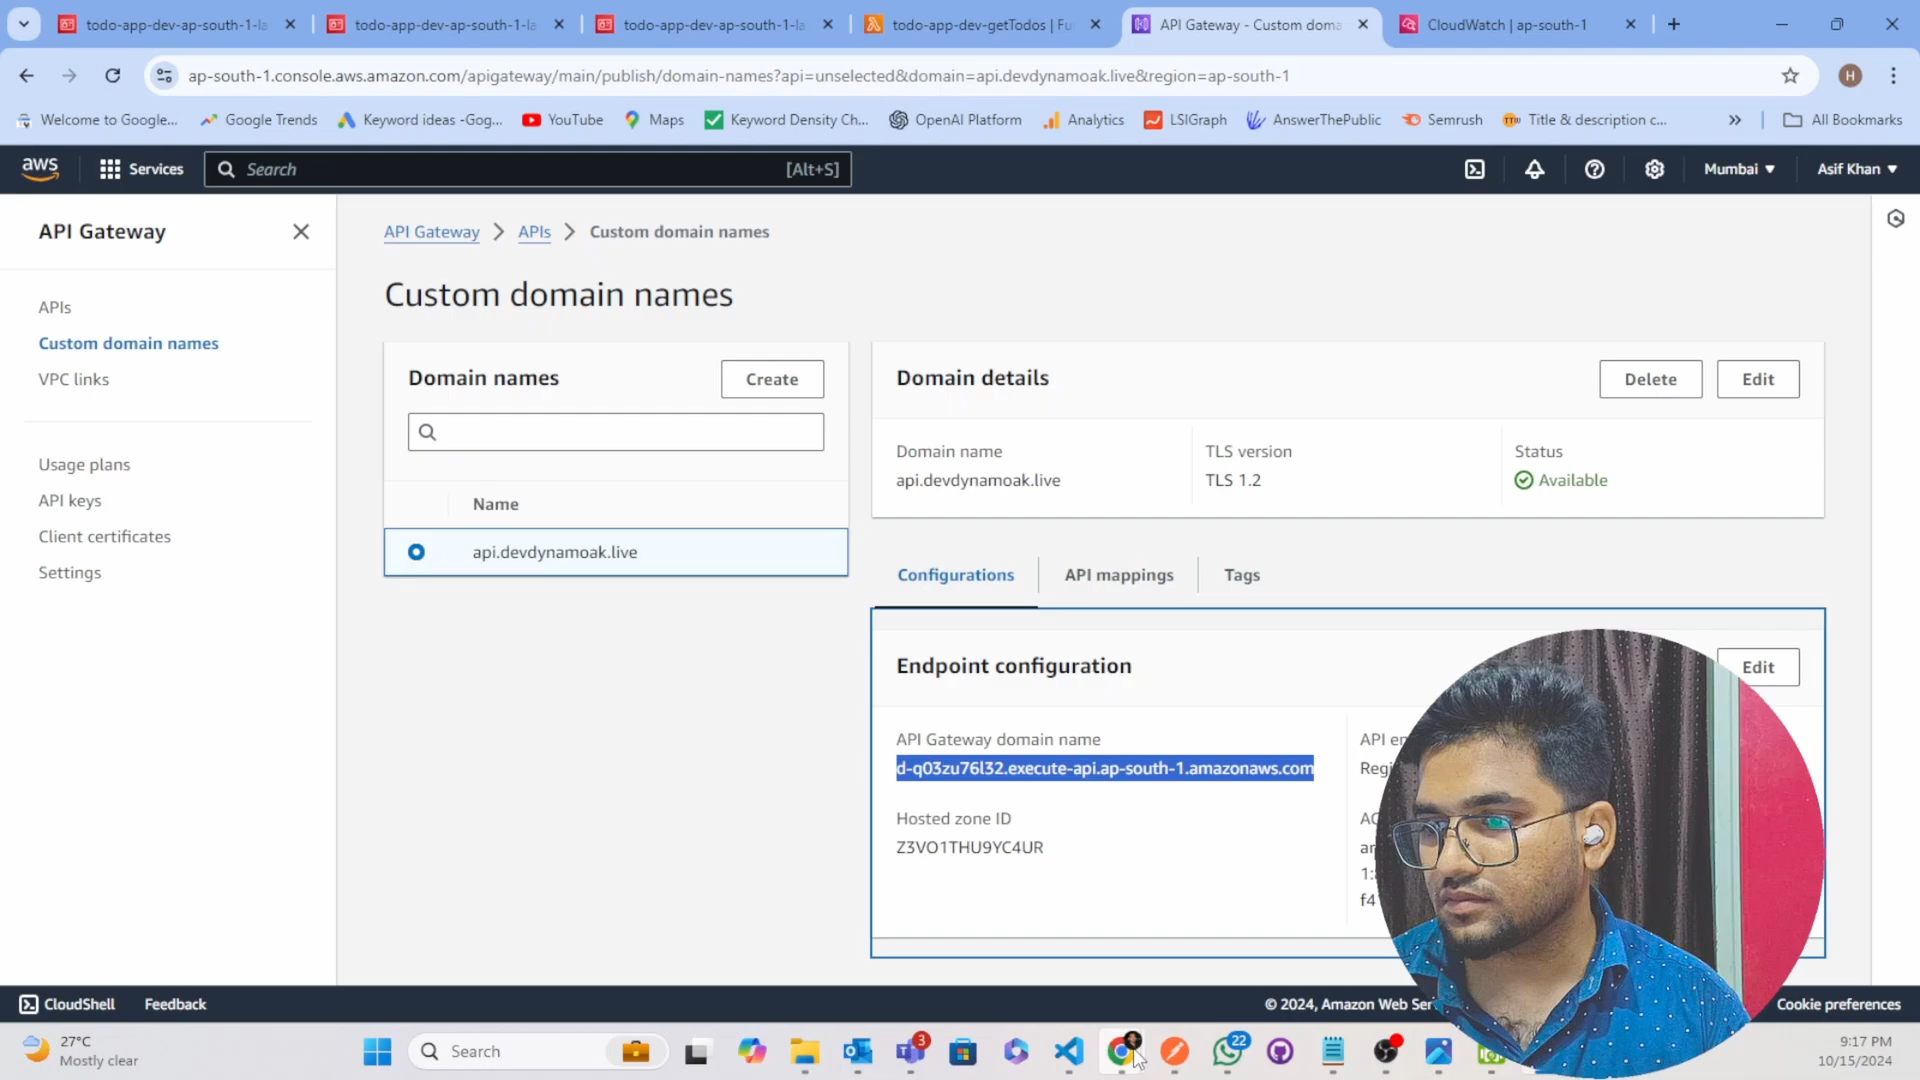 todo-app-dev-ap-south-1-la
todo-app-dev-ap-south-1-la
todo-app-dev-ap-south-1-la
todo-app-dev-getTodos | Fu
API Gateway - Custom doma
CloudWatch | ap-south-1
ap-south-1.console.aws.amazon.com/apigateway/main/publish/domain-names?api=unselected&domain=api.devdynamoak.live&region=ap-south-1
H
Welcome to Google...
Google Trends
Keyword ideas -Gog...
YouTube
Maps
Keyword Density Ch...
OpenAI Platform
Analytics
LSIGraph
AnswerThePublic
Semrush
Title & description c...
All Bookmarks
aws
Services
Search
[Alt+S]
Mumbai
Asif Khan
API Gateway
APIs
Custom domain names
VPC links
Usage plans
API keys
Client certificates
Settings
API Gateway > APIs > Custom domain names
Custom domain names
Domain names
Create
Name
api.devdynamoak.live
Domain details
Delete
Edit
Domain name
api.devdynamoak.live
TLS version
TLS 1.2
Status
Available
Configurations
API mappings
Tags
Endpoint configuration
Edit
API Gateway domain name
d-q03zu76l32.execute-api.ap-south-1.amazonaws.com
Hosted zone ID
Z3VO1THU9YC4UR
API en
Regi
AC
ar
1:
f4
CloudShell
Feedback
© 2024, Amazon Web Ser
Cookie preferences
27°C
Mostly clear
Search
3
22
9:17 PM
10/15/2024